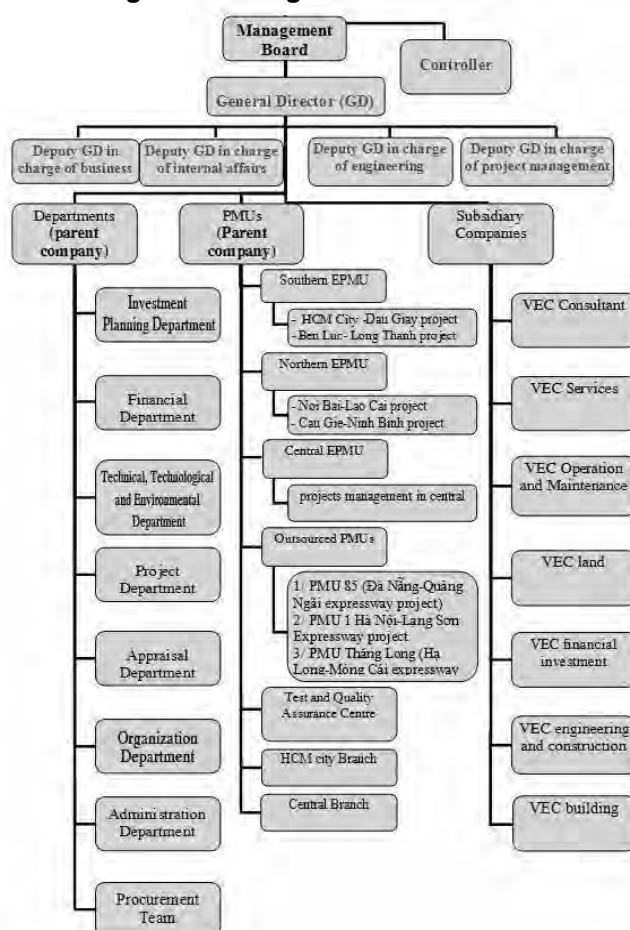 Management
Board
Controller
General Director (GD)
Deputy GD in
charge of business
Deputy GD in charge
of internal affairs
Deputy GD in charge
of engineering
Deputy GD in charge
of project management
Departments
(parent
company)
Investment
Planning Department
Financial
Department
Technical, Technological
and Environmental
Department
Project
Department
Appraisal
Department
Organization
Department
Administration
Department
Procurement
Team
PMUs
(Parent
company)
Southern EPMU
- HCM City -Dau Giay project
-Ben Luc- Long Thanh project
Northern EPMU
-Noi Bai-Lao Cai project
- Cau Gie-Ninh Binh project
Central EPMU
projects management in central
Outsourced PMUs
1/ PMU 85 (Đà Nẵng-Quảng
Ngãi expressway project)
2/ PMU 1 Hà Nội-Lạng Sơn
Expressway project
3/ PMU Thăng Long (Hạ
Long-Móng Cái expressway
Test and Quality
Assurance Centre
HCM city Branch
Central Branch
Subsidiary
Companies
VEC Consultant
VEC Services
VEC Operation
and Maintenance
VEC land
VEC financial
investment
VEC engineering
and construction
VEC building